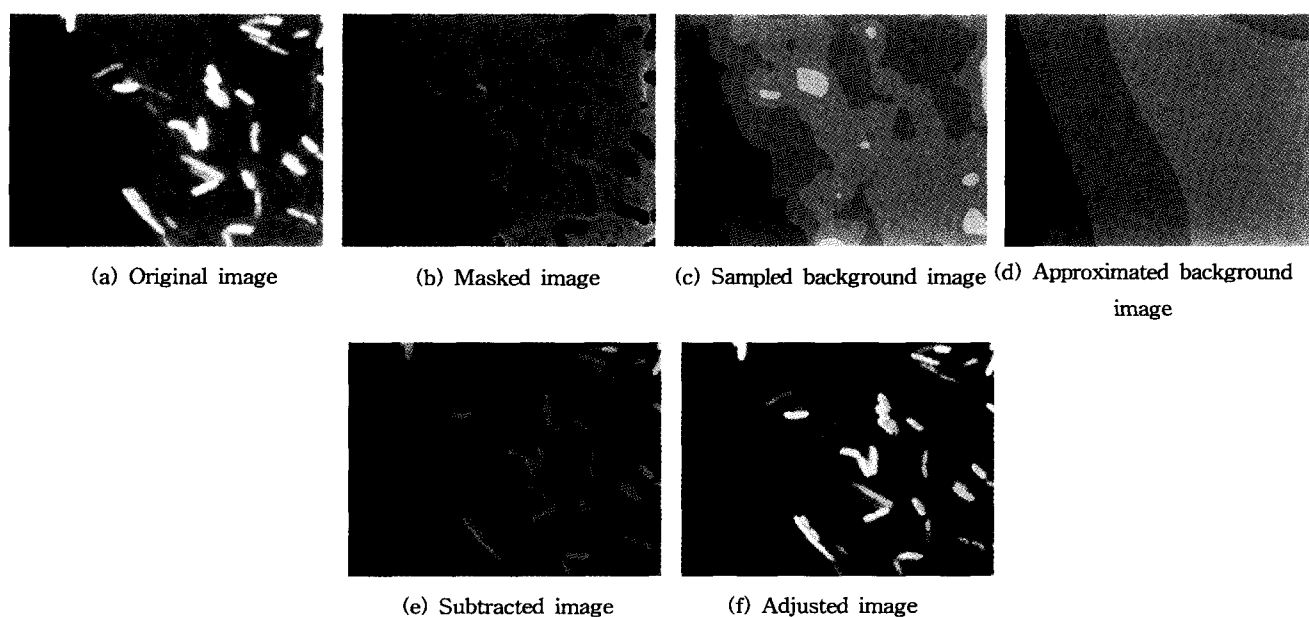 (a) Original image
(b) Masked image
(c) Sampled background image
(d) Approximated background
image
(e) Subtracted image
(f) Adjusted image